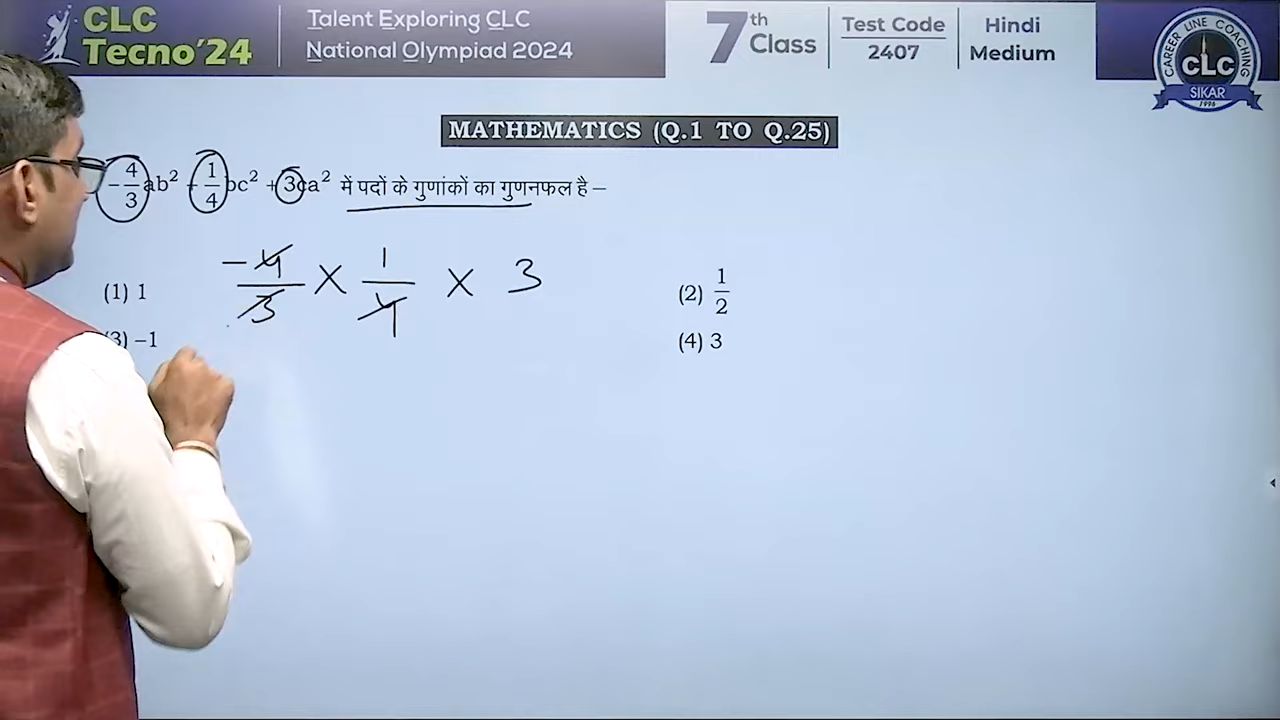 CLC
Tecno'24
Talent Exploring CLC
National Olympiad 2024
7th Class
Test Code
2407
Hindi
Medium
CAREER LINE COACHING
CLC
SIKAR
1996
MATHEMATICS (Q.1 TO Q.25)
-4/3 ab² - 1/4 bc² + 3ca² में पदों के गुणांकों का गुणनफल है –
-4/3 × 1/4 × 3
(1) 1
(2) 1/2
(3) –1
(4) 3